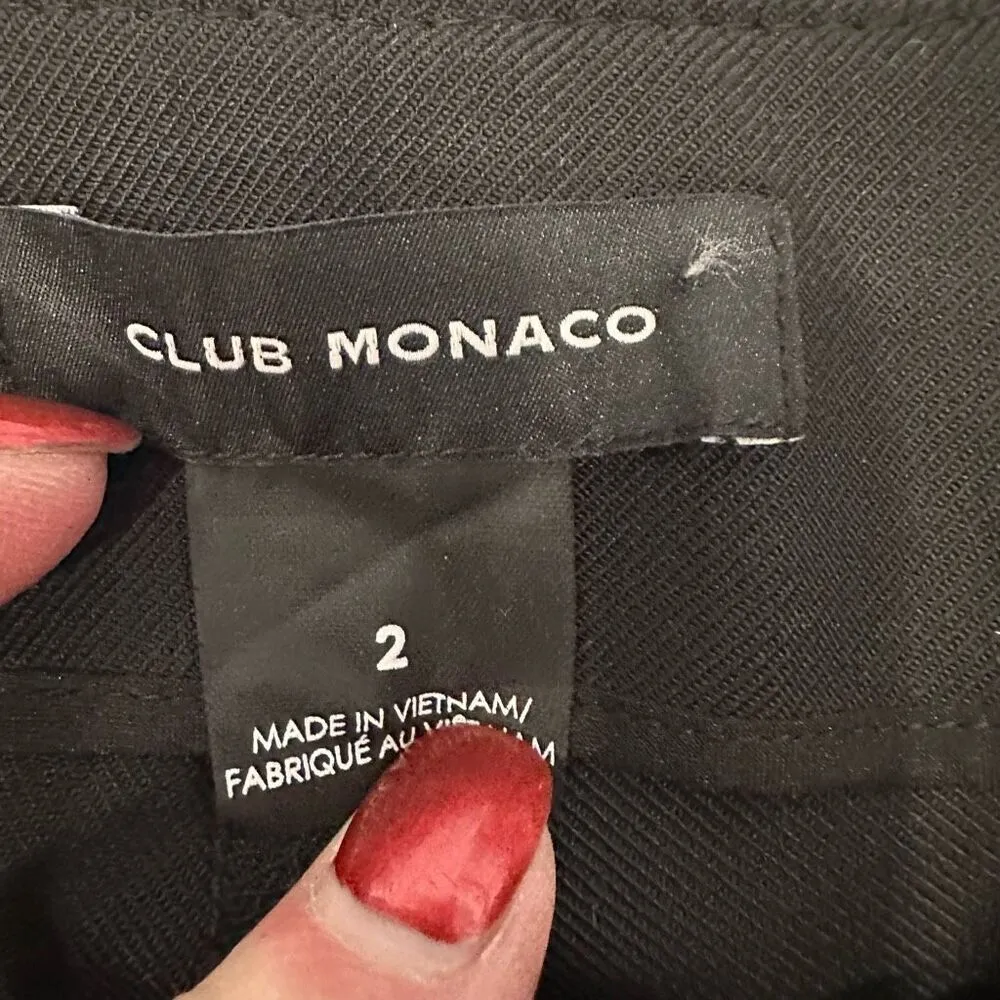 CLUB MONACO
2
MADE IN VIETNAM/
FABRIQUÉ AU